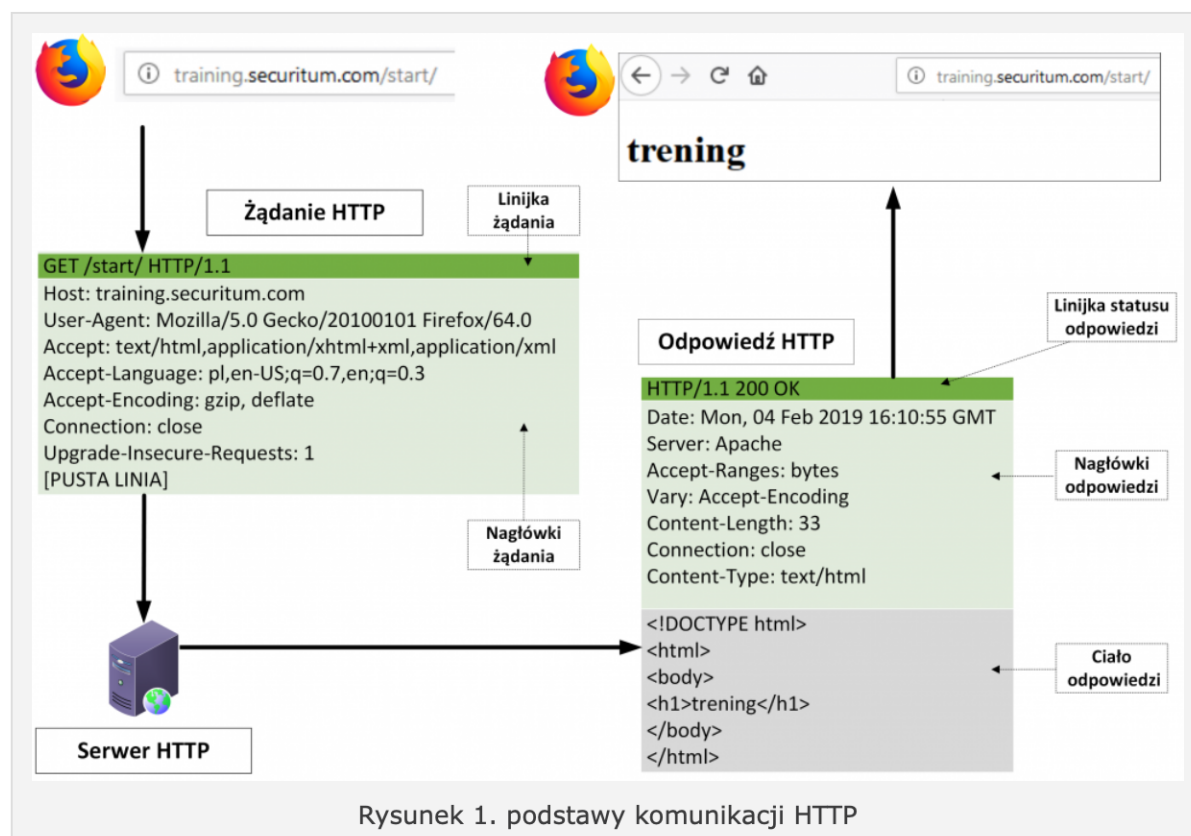 training.securitum.com/start/
training.securitum.com/start/
trening
Żądanie HTTP
Linijka
żądania
GET /start/ HTTP/1.1
Host: training.securitum.com
User-Agent: Mozilla/5.0 Gecko/20100101 Firefox/64.0
Accept: text/html,application/xhtml+xml,application/xml
Accept-Language: pl,en-US;q=0.7,en;q=0.3
Accept-Encoding: gzip, deflate
Connection: close
Upgrade-Insecure-Requests: 1
[PUSTA LINIA]
Nagłówki
żądania
Serwer HTTP
Odpowiedź HTTP
Linijka statusu
odpowiedzi
HTTP/1.1 200 OK
Date: Mon, 04 Feb 2019 16:10:55 GMT
Server: Apache
Accept-Ranges: bytes
Vary: Accept-Encoding
Content-Length: 33
Connection: close
Content-Type: text/html
Nagłówki
odpowiedzi
<!DOCTYPE html>
<html>
<body>
<h1>trening</h1>
</body>
</html>
Ciało
odpowiedzi
Rysunek 1. podstawy komunikacji HTTP